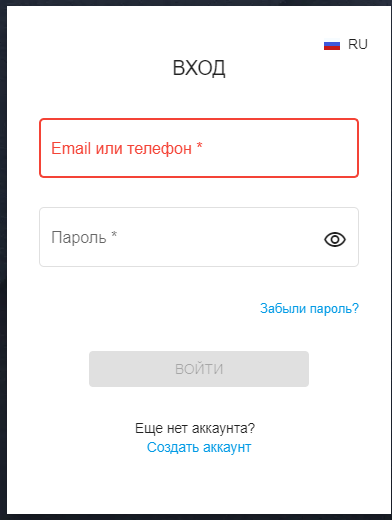 RU
ВХОД
Email или телефон *
Пароль *
Забыли пароль?
ВОЙТИ
Еще нет аккаунта?
Создать аккаунт